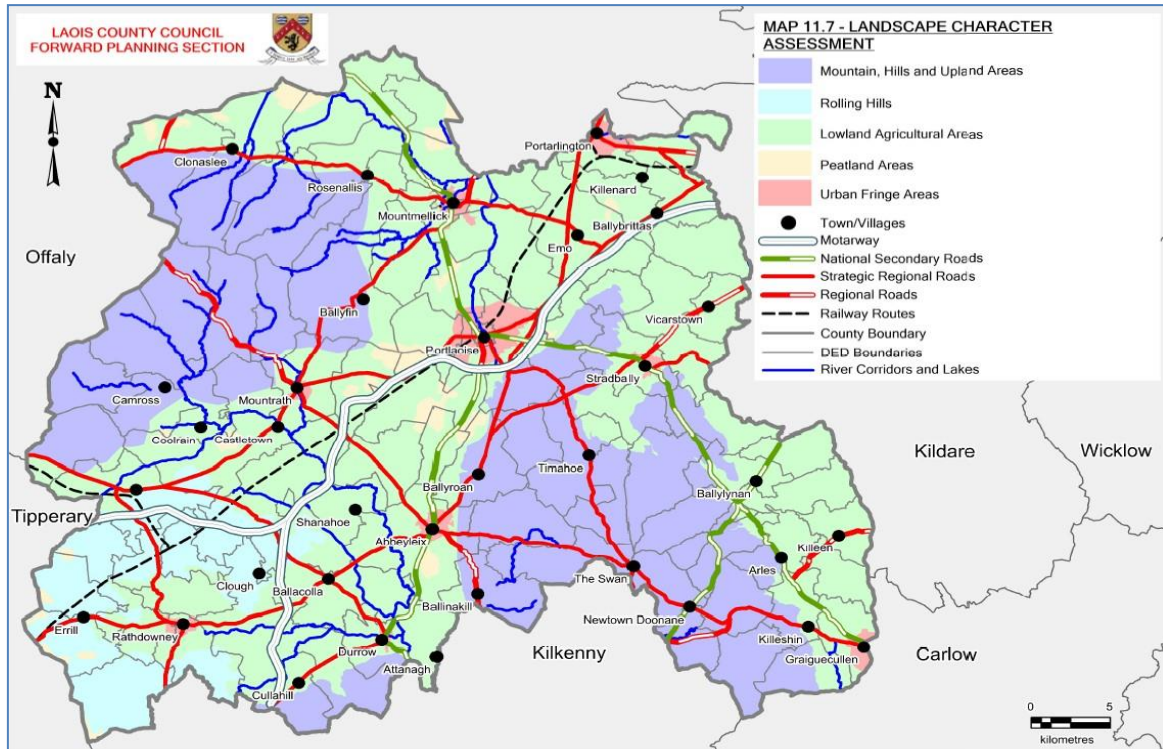 LAOIS COUNTY COUNCIL
FORWARD PLANNING SECTION
N
MAP 11.7 - LANDSCAPE CHARACTER
ASSESSMENT
Mountain, Hills and Upland Areas
Rolling Hills
Lowland Agricultural Areas
Peatland Areas
Urban Fringe Areas
Town/Villages
Motarway
National Secondary Roads
Strategic Regional Roads
Regional Roads
Railway Routes
County Boundary
DED Boundaries
River Corridors and Lakes
Portarlington
Clonaslee
Rosenallis
Killenard
Mountmellick
Ballybrittas
Emo
Offaly
Ballyfin
Vicarstown
Portlaoise
Stradbally
Camross
Mountrath
Coolrain
Castletown
Kildare
Wicklow
Timahoe
Ballyroan
Ballylynan
Tipperary
Shanahoe
Abbeyleix
Killeen
Arles
Clough
Ballacolla
The Swan
Ballinakill
Newtown Doonane
Errill
Rathdowney
Killeshin
Durrow
Graiguecullen
Attanagh
Kilkenny
Carlow
Cullahill
0
5
kilometres